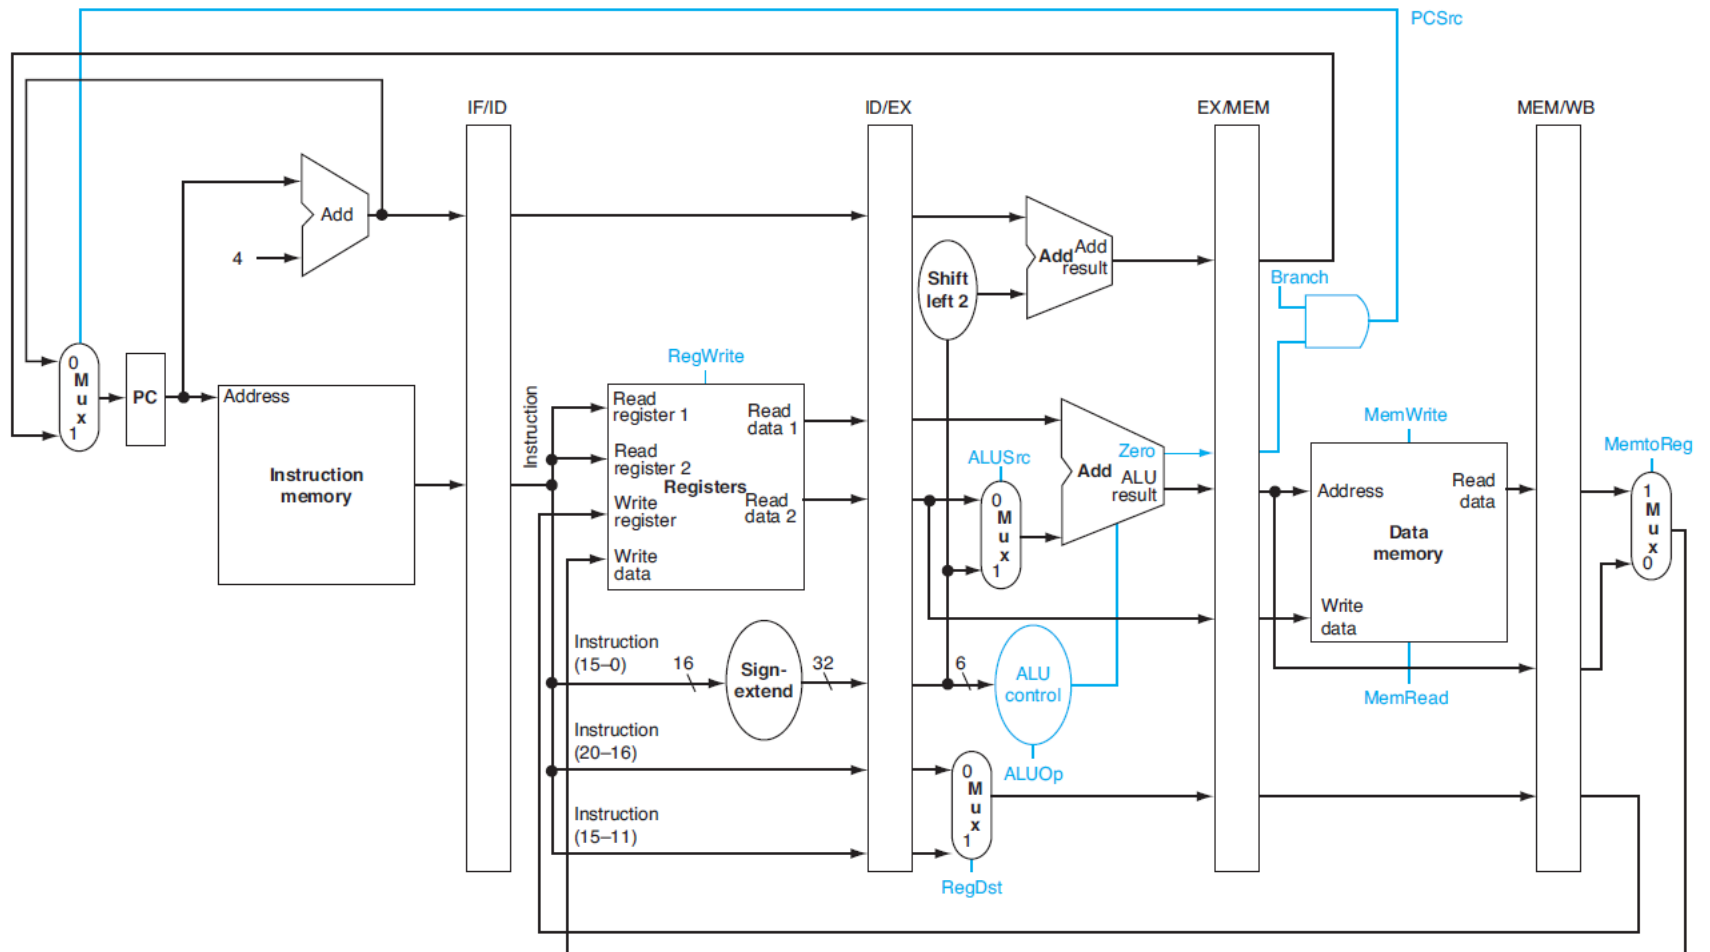 PCSrc
IF/ID
ID/EX
EX/MEM
MEM/WB
Add
4
Shift
left 2
Add
Add
result
Branch
0
M
u
x
1
PC
Address
Instruction
memory
Instruction
RegWrite
Read
register 1
Read
register 2
Write
register
Write
data
Registers
Read
data 1
Read
data 2
ALUSrc
0
M
u
x
1
Zero
Add
ALU
result
MemWrite
Address
Read
data
Data
memory
Write
data
MemRead
MemtoReg
1
M
u
x
0
Instruction
(15–0)
16
Sign-
extend
32
6
ALU
control
ALUOp
Instruction
(20–16)
Instruction
(15–11)
0
M
u
x
1
RegDst